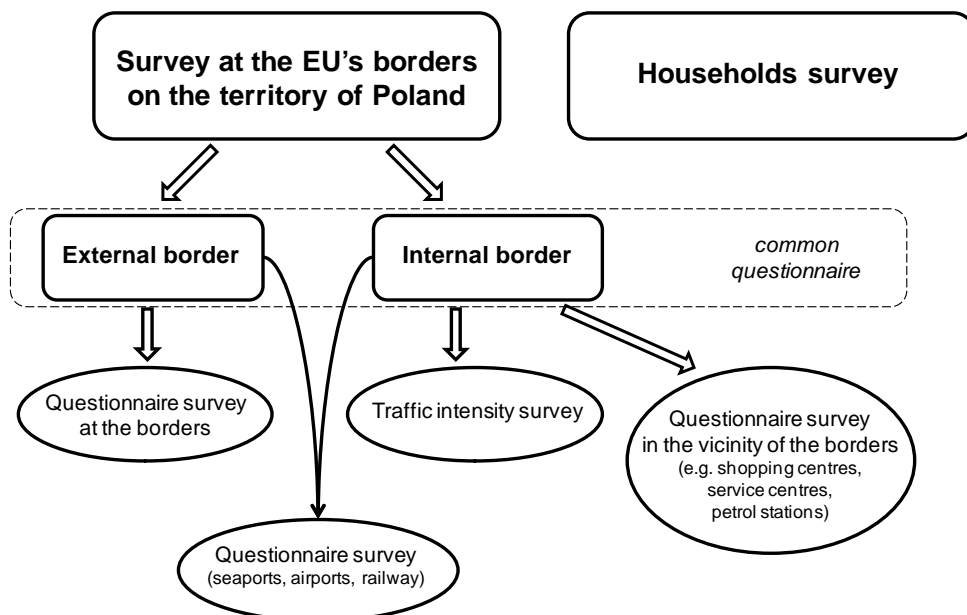 Survey at the EU's borders
on the territory of Poland
Households survey
External border
Internal border
common
questionnaire
Questionnaire survey
at the borders
Traffic intensity survey
Questionnaire survey
in the vicinity of the borders
(e.g. shopping centres,
service centres,
petrol stations)
Questionnaire survey
(seaports, airports, railway)